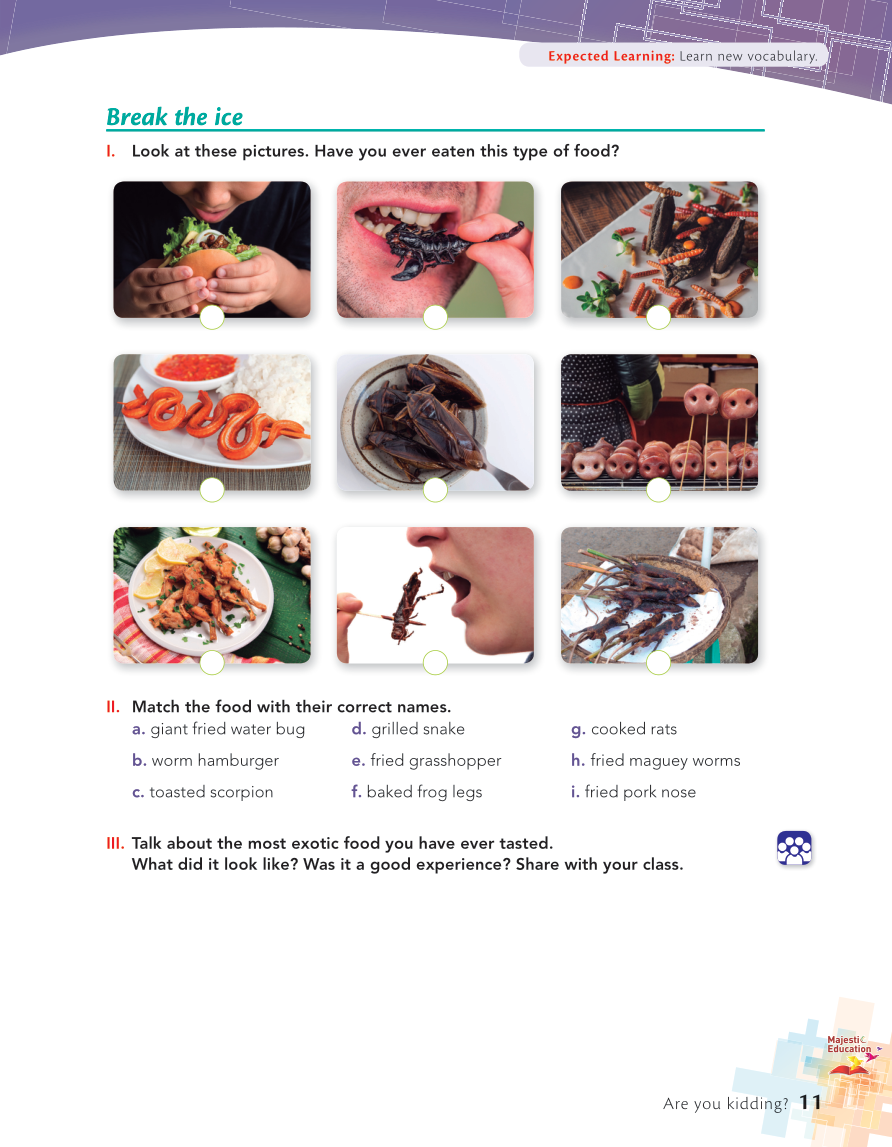 Expected Learning: Learn new vocabulary.
Break the ice
I. Look at these pictures. Have you ever eaten this type of food?
II. Match the food with their correct names.
a. giant fried water bug
d. grilled snake
g. cooked rats
b. worm hamburger
e. fried grasshopper
h. fried maguey worms
c. toasted scorpion
f. baked frog legs
i. fried pork nose
III. Talk about the most exotic food you have ever tasted.
What did it look like? Was it a good experience? Share with your class.
Majestic
Education
Are you kidding? 11